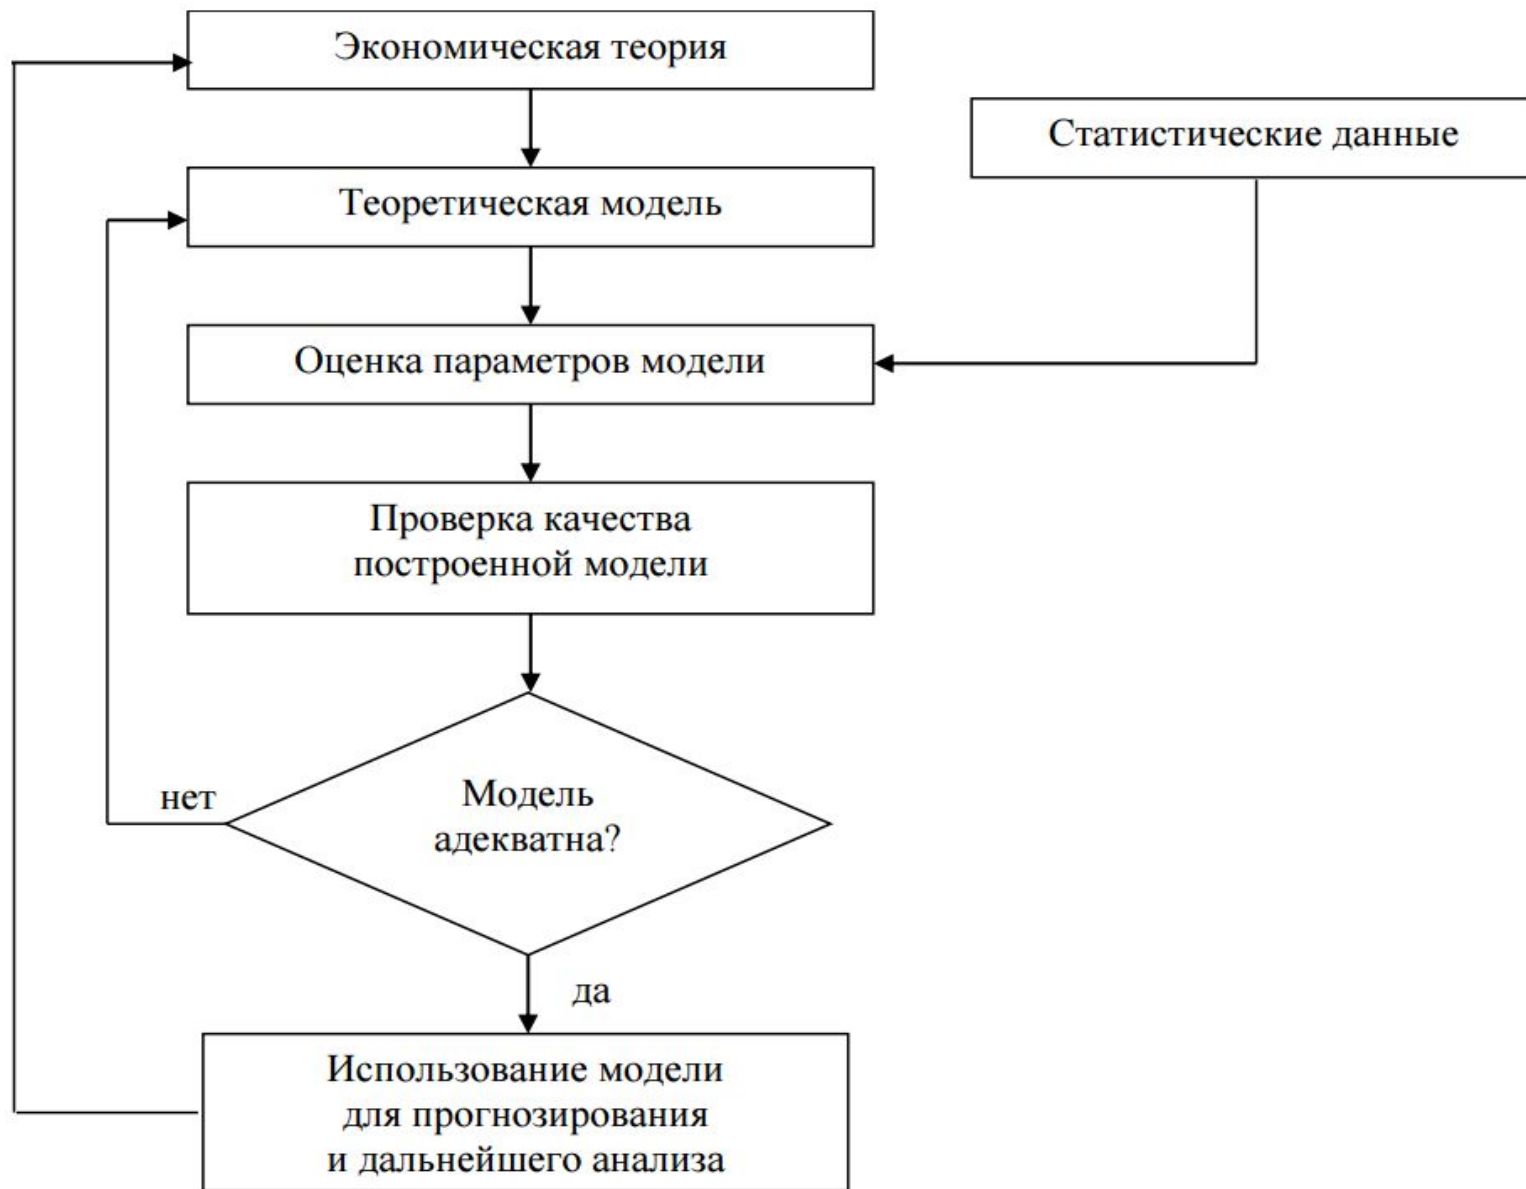 Экономическая теория
Статистические данные
Теоретическая модель
Оценка параметров модели
Проверка качества
построенной модели
Модель
адекватна?
нет
да
Использование модели
для прогнозирования
и дальнейшего анализа